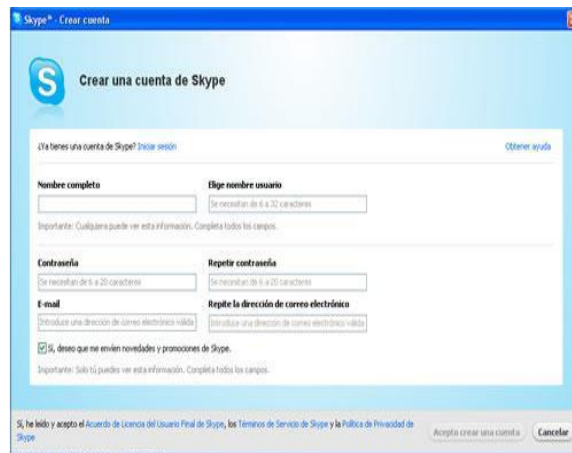 Skype™ - Crear cuenta
S
Crear una cuenta de Skype
¿Ya tienes una cuenta de Skype? Iniciar sesión
Obtener ayuda
Nombre completo
Elige nombre usuario
Se necesitan de 6 a 32 caracteres
Importante: Cualquiera puede ver esta información. Completa todos los campos.
Contraseña
Repetir contraseña
Se necesitan de 6 a 20 caracteres
Se necesitan de 6 a 20 caracteres
E-mail
Repite la dirección de correo electrónico
Introduce una dirección de correo electrónico válida
Introduce una dirección de correo electrónico válida
Sí, deseo que me envíen novedades y promociones de Skype.
Importante: Solo tú puedes ver esta información. Completa todos los campos.
Sí, he leído y acepto el Acuerdo de Licencia del Usuario Final de Skype, los Términos de Servicio de Skype y la Política de Privacidad de
Skype
Acepto crear una cuenta
Cancelar